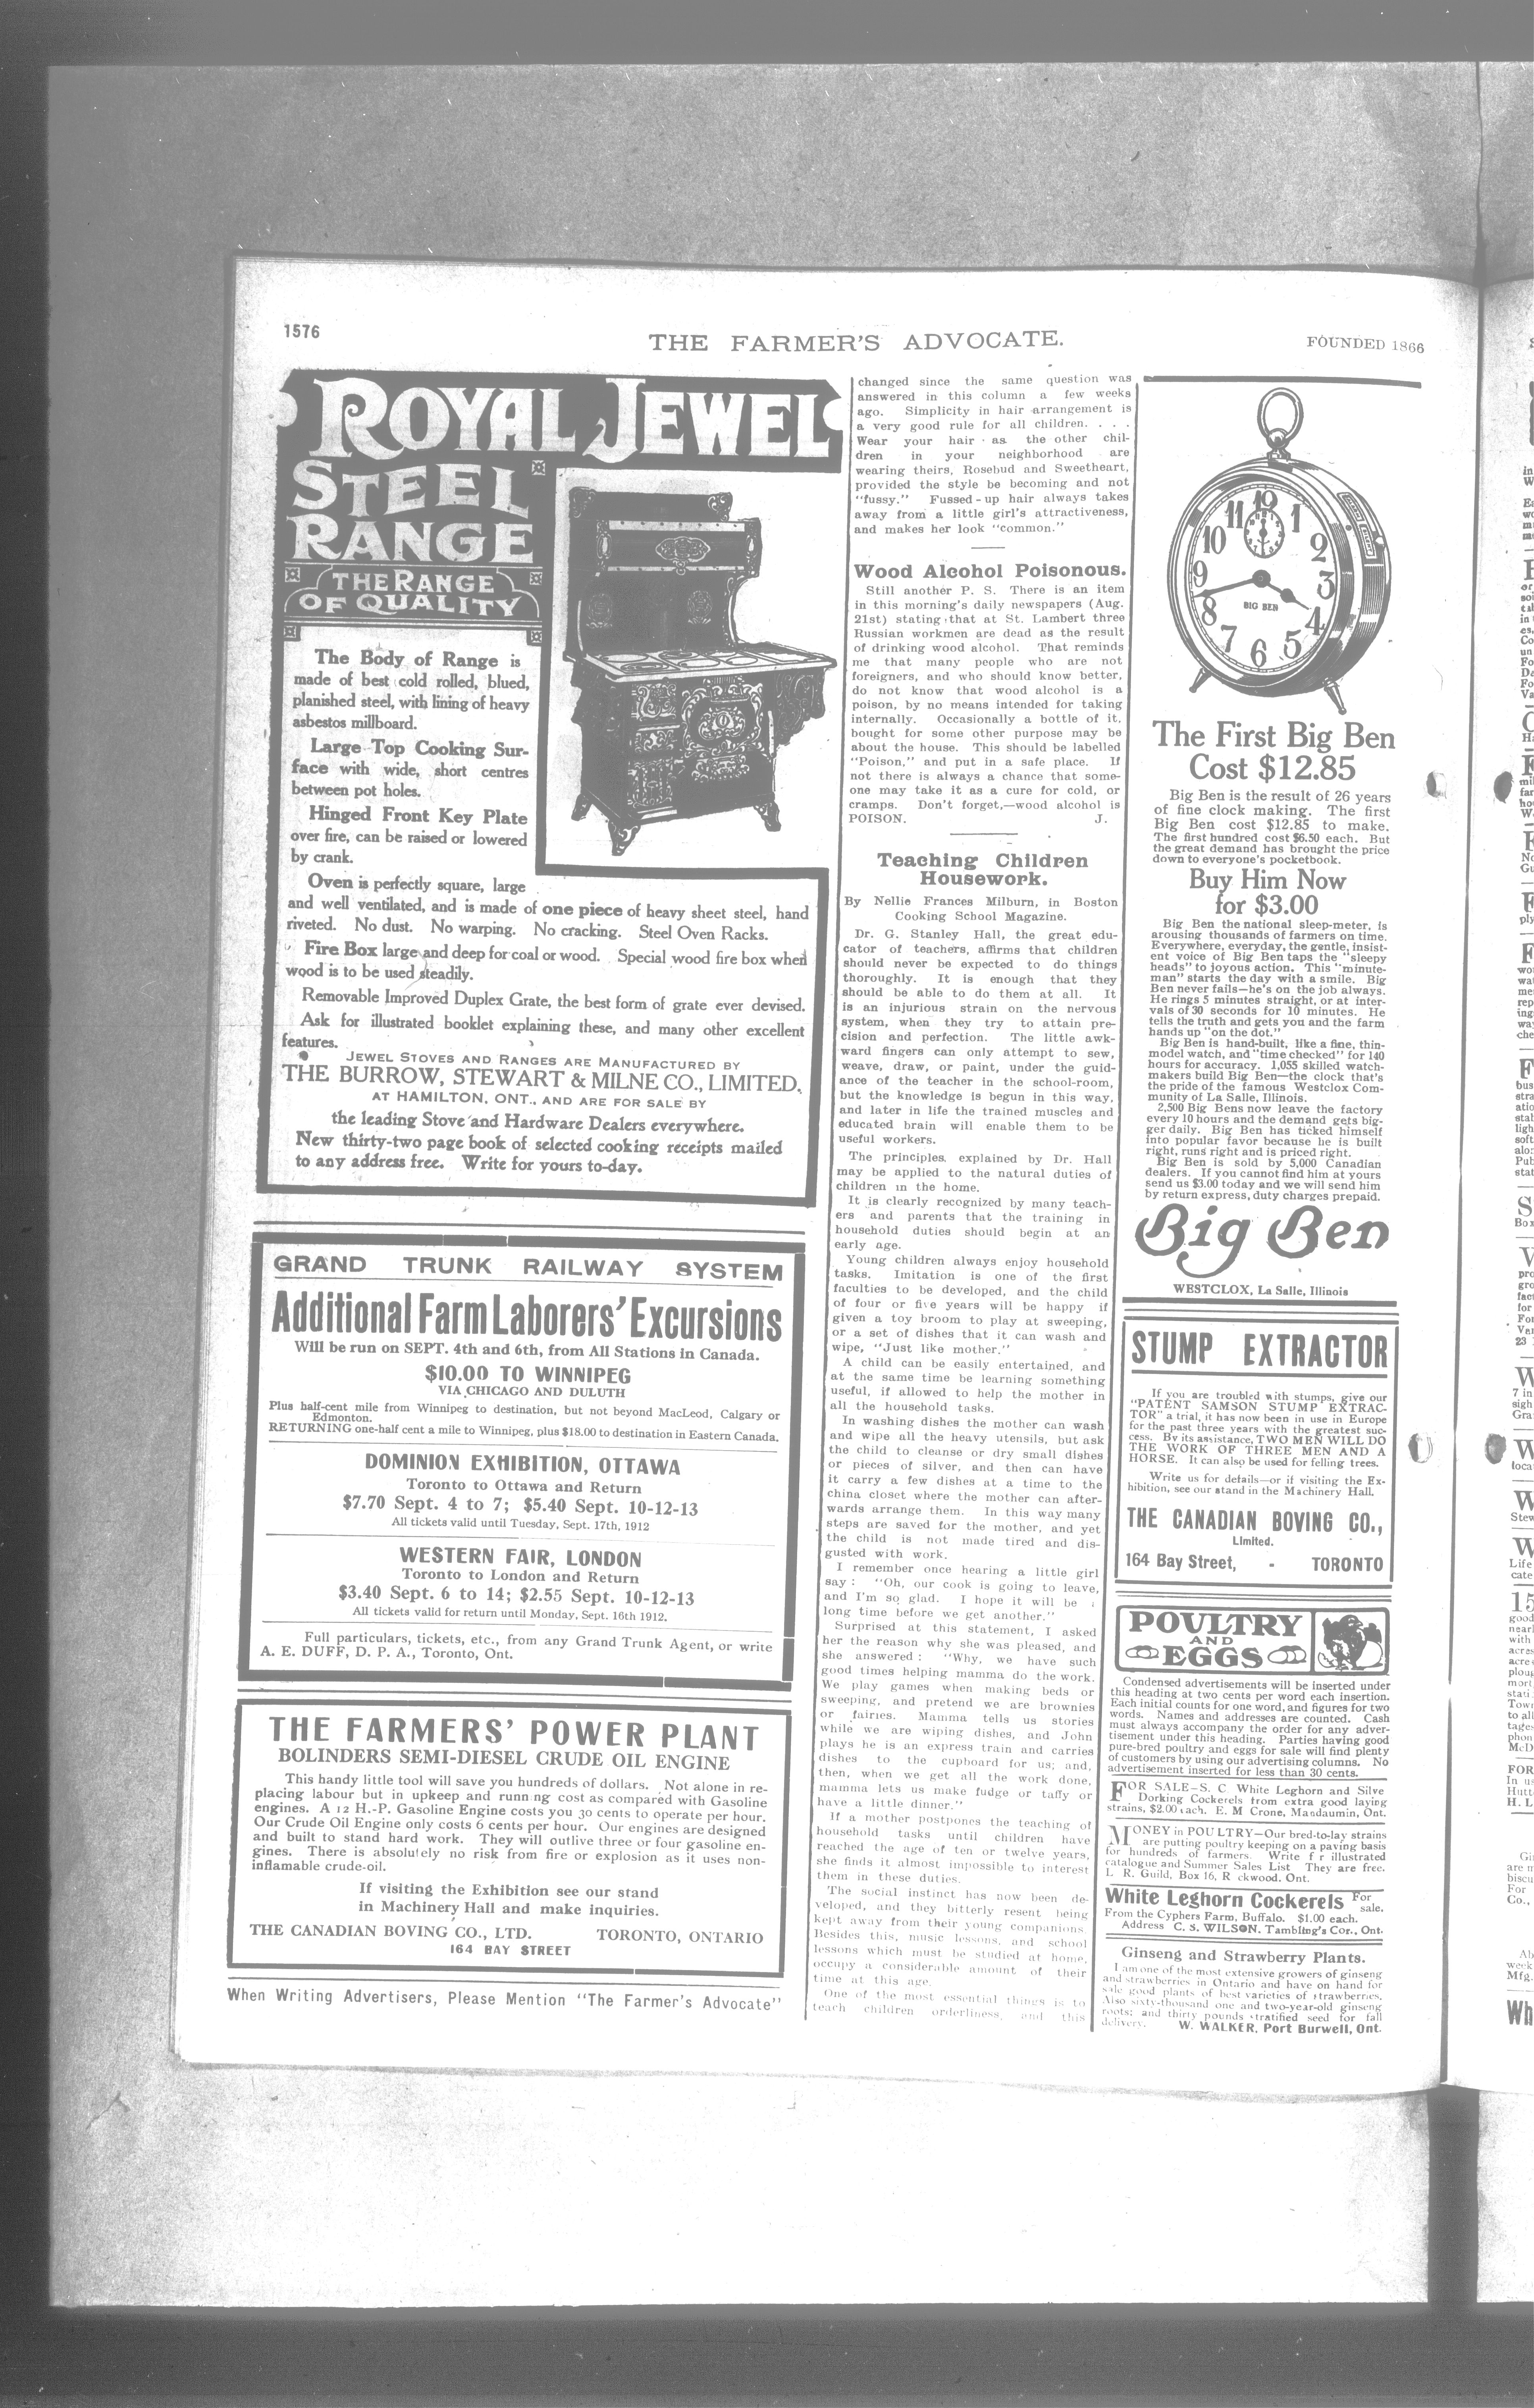 1576
THE FARMER'S ADVOCATE.
FOUNDED 1866
ROYAL JEWEL
STEEL
RANGE
THE RANGE
OF QUALITY
The Body of Range is
made of best cold rolled, blued,
planished steel, with lining of heavy
asbestos millboard.
Large Top Cooking Sur-
face with wide, short centres
between pot holes.
Hinged Front Key Plate
over fire, can be raised or lowered
by crank.
Oven is perfectly square, large
and well ventilated, and is made of one piece of heavy sheet steel, hand
riveted. No dust. No warping. No cracking. Steel Oven Racks.
Fire Box large and deep for coal or wood. Special wood fire box when
wood is to be used steadily.
Removable Improved Duplex Grate, the best form of grate ever devised.
Ask for illustrated booklet explaining these, and many other excellent
features.
JEWEL STOVES AND RANGES ARE MANUFACTURED BY
THE BURROW, STEWART & MILNE CO., LIMITED,
AT HAMILTON, ONT., AND ARE FOR SALE BY
the leading Stove and Hardware Dealers everywhere.
New thirty-two page book of selected cooking receipts mailed
to any address free. Write for yours to-day.
GRAND TRUNK RAILWAY SYSTEM
Additional Farm Laborers' Excursions
Will be run on SEPT. 4th and 6th, from All Stations in Canada.
$10.00 TO WINNIPEG
VIA CHICAGO AND DULUTH
Plus half-cent mile from Winnipeg to destination, but not beyond MacLeod, Calgary or
Edmonton.
RETURNING one-half cent a mile to Winnipeg, plus $18.00 to destination in Eastern Canada.
DOMINION EXHIBITION, OTTAWA
Toronto to Ottawa and Return
$7.70 Sept. 4 to 7; $5.40 Sept. 10-12-13
All tickets valid until Tuesday, Sept. 17th, 1912
WESTERN FAIR, LONDON
Toronto to London and Return
$3.40 Sept. 6 to 14; $2.55 Sept. 10-12-13
All tickets valid for return until Monday, Sept. 16th 1912.
Full particulars, tickets, etc., from any Grand Trunk Agent, or write
A. E. DUFF, D. P. A., Toronto, Ont.
THE FARMERS' POWER PLANT
BOLINDERS SEMI-DIESEL CRUDE OIL ENGINE
This handy little tool will save you hundreds of dollars. Not alone in re-
placing labour but in upkeep and runn ng cost as compared with Gasoline
engines. A 12 H.-P. Gasoline Engine costs you 30 cents to operate per hour.
Our Crude Oil Engine only costs 6 cents per hour. Our engines are designed
and built to stand hard work. They will outlive three or four gasoline en-
gines. There is absolutely no risk from fire or explosion as it uses non-
inflamable crude-oil.
If visiting the Exhibition see our stand
in Machinery Hall and make inquiries.
THE CANADIAN BOVING CO., LTD. TORONTO, ONTARIO
164 BAY STREET
When Writing Advertisers, Please Mention "The Farmer's Advocate"
changed since the same question was
answered in this column a few weeks
ago. Simplicity in hair arrangement is
a very good rule for all children. . . .
Wear your hair as the other chil-
dren in your neighborhood are
wearing theirs, Rosebud and Sweetheart,
provided the style be becoming and not
"fussy." Fussed-up hair always takes
away from a little girl's attractiveness,
and makes her look "common."
Wood Alcohol Poisonous.
Still another P. S. There is an item
in this morning's daily newspapers (Aug.
21st) stating that at St. Lambert three
Russian workmen are dead as the result
of drinking wood alcohol. That reminds
me that many people who are not
foreigners, and who should know better,
do not know that wood alcohol is a
poison, by no means intended for taking
internally. Occasionally a bottle of it,
bought for some other purpose may be
about the house. This should be labelled
"Poison," and put in a safe place. If
not there is always a chance that some-
one may take it as a cure for cold, or
cramps. Don't forget,—wood alcohol is
POISON. J.
Teaching Children
Housework.
By Nellie Frances Milburn, in Boston
Cooking School Magazine.
Dr. G. Stanley Hall, the great edu-
cator of teachers, affirms that children
should never be expected to do things
thoroughly. It is enough that they
should be able to do them at all. It
is an injurious strain on the nervous
system, when they try to attain pre-
cision and perfection. The little awk-
ward fingers can only attempt to sew,
weave, draw, or paint, under the guid-
ance of the teacher in the school-room,
but the knowledge is begun in this way,
and later in life the trained muscles and
educated brain will enable them to be
useful workers.
The principles explained by Dr. Hall
may be applied to the natural duties of
children in the home.
It is clearly recognized by many teach-
ers and parents that the training in
household duties should begin at an
early age.
Young children always enjoy household
tasks. Imitation is one of the first
faculties to be developed, and the child
of four or five years will be happy if
given a toy broom to play at sweeping,
or a set of dishes that it can wash and
wipe, "Just like mother."
A child can be easily entertained, and
at the same time be learning something
useful, if allowed to help the mother in
all the household tasks.
In washing dishes the mother can wash
and wipe all the heavy utensils, but ask
the child to cleanse or dry small dishes
or pieces of silver, and then can have
it carry a few dishes at a time to the
china closet where the mother can after-
wards arrange them. In this way many
steps are saved for the mother, and yet
the child is not made tired and dis-
gusted with work.
I remember once hearing a little girl
say: "Oh, our cook is going to leave,
and I'm so glad. I hope it will be
long time before we get another."
Surprised at this statement, I asked
her the reason why she was pleased, and
she answered: "Why, we have such
good times helping mamma do the work.
We play games when making beds or
sweeping, and pretend we are brownies
or fairies. Mamma tells us stories
while we are wiping dishes, and John
plays he is an express train and carries
dishes to the cupboard for us; and,
then, when we get all the work done,
mamma lets us make fudge or taffy or
have a little dinner."
If a mother postpones the teaching of
household tasks until children have
reached the age of ten or twelve years,
she finds it almost impossible to interest
them in these duties.
The social instinct has now been de-
veloped, and they bitterly resent being
kept away from their young companions
Besides this, music lessons, and school
lessons which must be studied at home,
occupy a considerable amount of their
time at this age.
One of the most essential things is to
teach children orderliness, and this
12 1 2 3 4 5 6 7 8 9 10 11
BIG BEN
The First Big Ben
Cost $12.85
Big Ben is the result of 26 years
of fine clock making. The first
Big Ben cost $12.85 to make.
The first hundred cost $6.50 each. But
the great demand has brought the price
down to everyone's pocketbook.
Buy Him Now
for $3.00
Big Ben the national sleep-meter, is
arousing thousands of farmers on time.
Everywhere, everyday, the gentle, insist-
ent voice of Big Ben taps the "sleepy
heads" to joyous action. This "minute-
man" starts the day with a smile. Big
Ben never fails—he's on the job always.
He rings 5 minutes straight, or at inter-
vals of 30 seconds for 10 minutes. He
tells the truth and gets you and the farm
hands up "on the dot."
Big Ben is hand-built, like a fine, thin-
model watch, and "time checked" for 140
hours for accuracy. 1,055 skilled watch-
makers build Big Ben—the clock that's
the pride of the famous Westclox Com-
munity of La Salle, Illinois.
2,500 Big Bens now leave the factory
every 10 hours and the demand gets big-
ger daily. Big Ben has ticked himself
into popular favor because he is built
right, runs right and is priced right.
Big Ben is sold by 5,000 Canadian
dealers. If you cannot find him at yours
send us $3.00 today and we will send him
by return express, duty charges prepaid.
Big Ben
WESTCLOX, La Salle, Illinois
STUMP EXTRACTOR
If you are troubled with stumps, give our
"PATENT SAMSON STUMP EXTRAC-
TOR" a trial, it has now been in use in Europe
for the past three years with the greatest suc-
cess. By its assistance, TWO MEN WILL DO
THE WORK OF THREE MEN AND A
HORSE. It can also be used for felling trees.
Write us for details—or if visiting the Ex-
hibition, see our stand in the Machinery Hall.
THE CANADIAN BOVING CO.,
Limited.
164 Bay Street, - TORONTO
POULTRY
AND
EGGS
Condensed advertisements will be inserted under
this heading at two cents per word each insertion.
Each initial counts for one word, and figures for two
words. Names and addresses are counted. Cash
must always accompany the order for any adver-
tisement under this heading. Parties having good
pure-bred poultry and eggs for sale will find plenty
of customers by using our advertising columns. No
advertisement inserted for less than 30 cents.
FOR SALE—S. C White Leghorn and Silve
Dorking Cockerels from extra good laying
strains, $2.00 each. E. M Crone, Mandaumin, Ont.
MONEY in POULTRY—Our bred-to-lay strains
are putting poultry keeping on a paying basis
for hundreds of farmers. Write f r illustrated
catalogue and Summer Sales List They are free.
L R. Guild, Box 16, R ckwood. Ont.
White Leghorn Cockerels For sale.
From the Cyphers Farm, Buffalo. $1.00 each.
Address C. S. WILSON, Tambling's Cor., Ont.
Ginseng and Strawberry Plants.
I am one of the most extensive growers of ginseng
and strawberries in Ontario and have on hand for
sale good plants of best varieties of strawberries.
Also sixty-thousand one and two-year-old ginseng
roots; and thirty pounds stratified seed for fall
delivery. W. WALKER, Port Burwell, Ont.